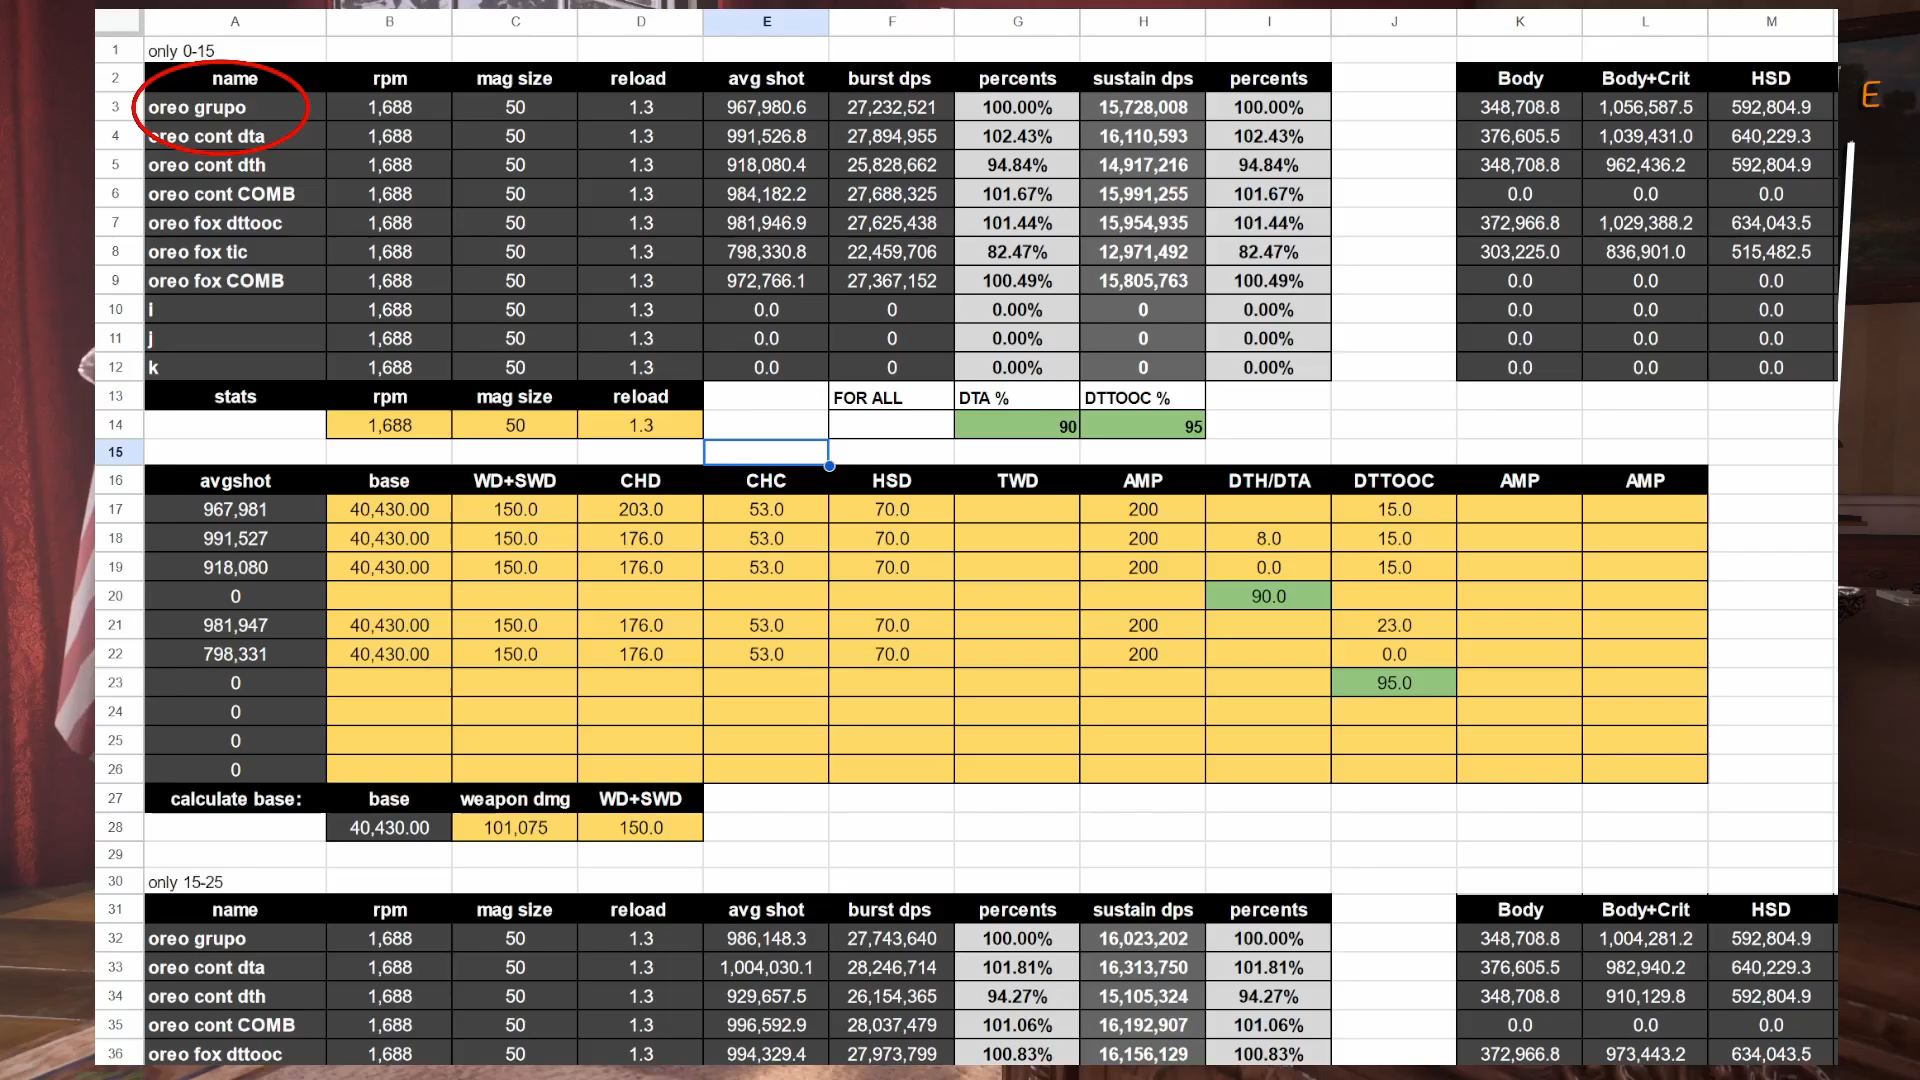 A B C D E F G H I J K L M
1 only 0-15
2 name rpm mag size reload avg shot burst dps percents sustain dps percents Body Body+Crit HSD
3 oreo grupo 1,688 50 1.3 967,980.6 27,232,521 100.00% 15,728,008 100.00% 348,708.8 1,056,587.5 592,804.9 E
4 oreo cont dta 1,688 50 1.3 991,526.8 27,894,955 102.43% 16,110,593 102.43% 376,605.5 1,039,431.0 640,229.3
5 oreo cont dth 1,688 50 1.3 918,080.4 25,828,662 94.84% 14,917,216 94.84% 348,708.8 962,436.2 592,804.9
6 oreo cont COMB 1,688 50 1.3 984,182.2 27,688,325 101.67% 15,991,255 101.67% 0.0 0.0 0.0
7 oreo fox dttooc 1,688 50 1.3 981,946.9 27,625,438 101.44% 15,954,935 101.44% 372,966.8 1,029,388.2 634,043.5
8 oreo fox tic 1,688 50 1.3 798,330.8 22,459,706 82.47% 12,971,492 82.47% 303,225.0 836,901.0 515,482.5
9 oreo fox COMB 1,688 50 1.3 972,766.1 27,367,152 100.49% 15,805,763 100.49% 0.0 0.0 0.0
10 i 1,688 50 1.3 0.0 0 0.00% 0 0.00% 0.0 0.0 0.0
11 j 1,688 50 1.3 0.0 0 0.00% 0 0.00% 0.0 0.0 0.0
12 k 1,688 50 1.3 0.0 0 0.00% 0 0.00% 0.0 0.0 0.0
13 stats rpm mag size reload FOR ALL DTA % DTTOOC %
14 1,688 50 1.3 90 95
15
16 avgshot base WD+SWD CHD CHC HSD TWD AMP DTH/DTA DTTOOC AMP AMP
17 967,981 40,430.00 150.0 203.0 53.0 70.0 200 15.0
18 991,527 40,430.00 150.0 176.0 53.0 70.0 200 8.0 15.0
19 918,080 40,430.00 150.0 176.0 53.0 70.0 200 0.0 15.0
20 0 90.0
21 981,947 40,430.00 150.0 176.0 53.0 70.0 200 23.0
22 798,331 40,430.00 150.0 176.0 53.0 70.0 200 0.0
23 0 95.0
24 0
25 0
26 0
27 calculate base: base weapon dmg WD+SWD
28 40,430.00 101,075 150.0
29
30 only 15-25
31 name rpm mag size reload avg shot burst dps percents sustain dps percents Body Body+Crit HSD
32 oreo grupo 1,688 50 1.3 986,148.3 27,743,640 100.00% 16,023,202 100.00% 348,708.8 1,004,281.2 592,804.9
33 oreo cont dta 1,688 50 1.3 1,004,030.1 28,246,714 101.81% 16,313,750 101.81% 376,605.5 982,940.2 640,229.3
34 oreo cont dth 1,688 50 1.3 929,657.5 26,154,365 94.27% 15,105,324 94.27% 348,708.8 910,129.8 592,804.9
35 oreo cont COMB 1,688 50 1.3 996,592.9 28,037,479 101.06% 16,192,907 101.06% 0.0 0.0 0.0
36 oreo fox dttooc 1,688 50 1.3 994,329.4 27,973,799 100.83% 16,156,129 100.83% 372,966.8 973,443.2 634,043.5